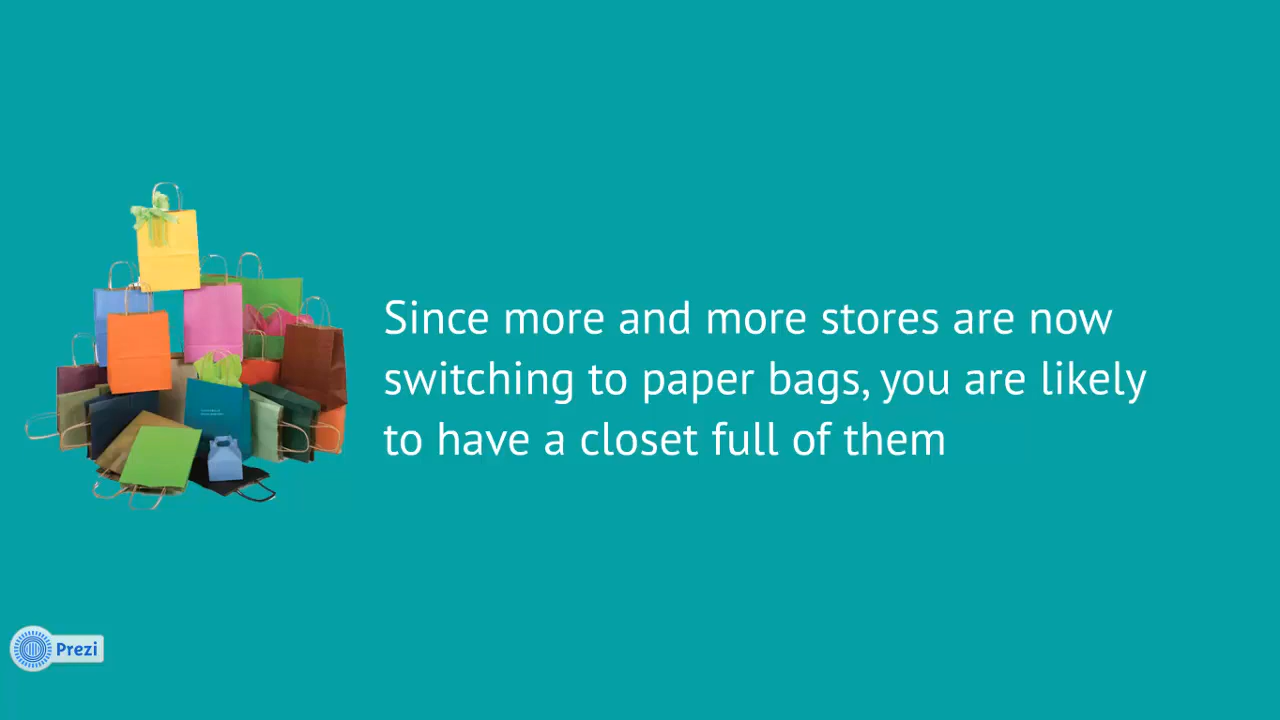 Since more and more stores are now
switching to paper bags, you are likely
to have a closet full of them
Prezi